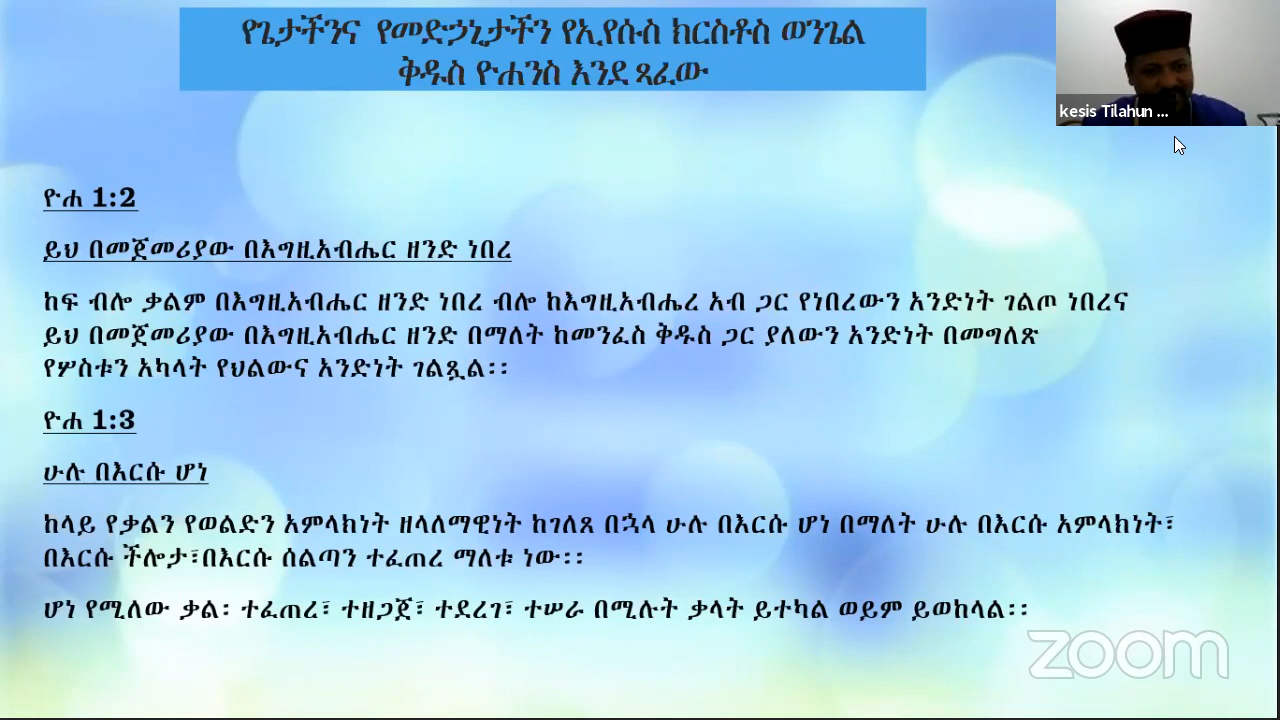 የጌታችንና የመድኃኒታችን የኢየሱስ ክርስቶስ ወንጌል
ቅዱስ ዮሐንስ እንደ ጻፈው
kesis Tilahun ...
ዮሐ 1:2
ይህ በመጀመሪያው በእግዚአብሔር ዘንድ ነበረ
ከፍ ብሎ ቃልም በእግዚአብሔር ዘንድ ነበረ ብሎ ከእግዚአብሔረ አብ ጋር የነበረውን አንድነት ገልጦ ነበረና
ይህ በመጀመሪያው በእግዚአብሔር ዘንድ በማለት ከመንፈስ ቅዱስ ጋር ያለውን አንድነት በመግለጽ
የሦስቱን አካላት የህልውና አንድነት ገልጿል፡፡
ዮሐ 1:3
ሁሉ በእርሱ ሆነ
ከላይ የቃልን የወልድን አምላክነት ዘላለማዊነት ከገለጸ በኋላ ሁሉ በእርሱ ሆነ በማለት ሁሉ በእርሱ አምላክነት፣
በእርሱ ችሎታ፣በእርሱ ሰልጣን ተፈጠረ ማለቱ ነው፡፡
ሆነ የሚለው ቃል፡ ተፈጠረ፣ ተዘጋጀ፣ ተደረገ፣ ተሠራ በሚሉት ቃላት ይተካል ወይም ይወከላል፡፡
zoom